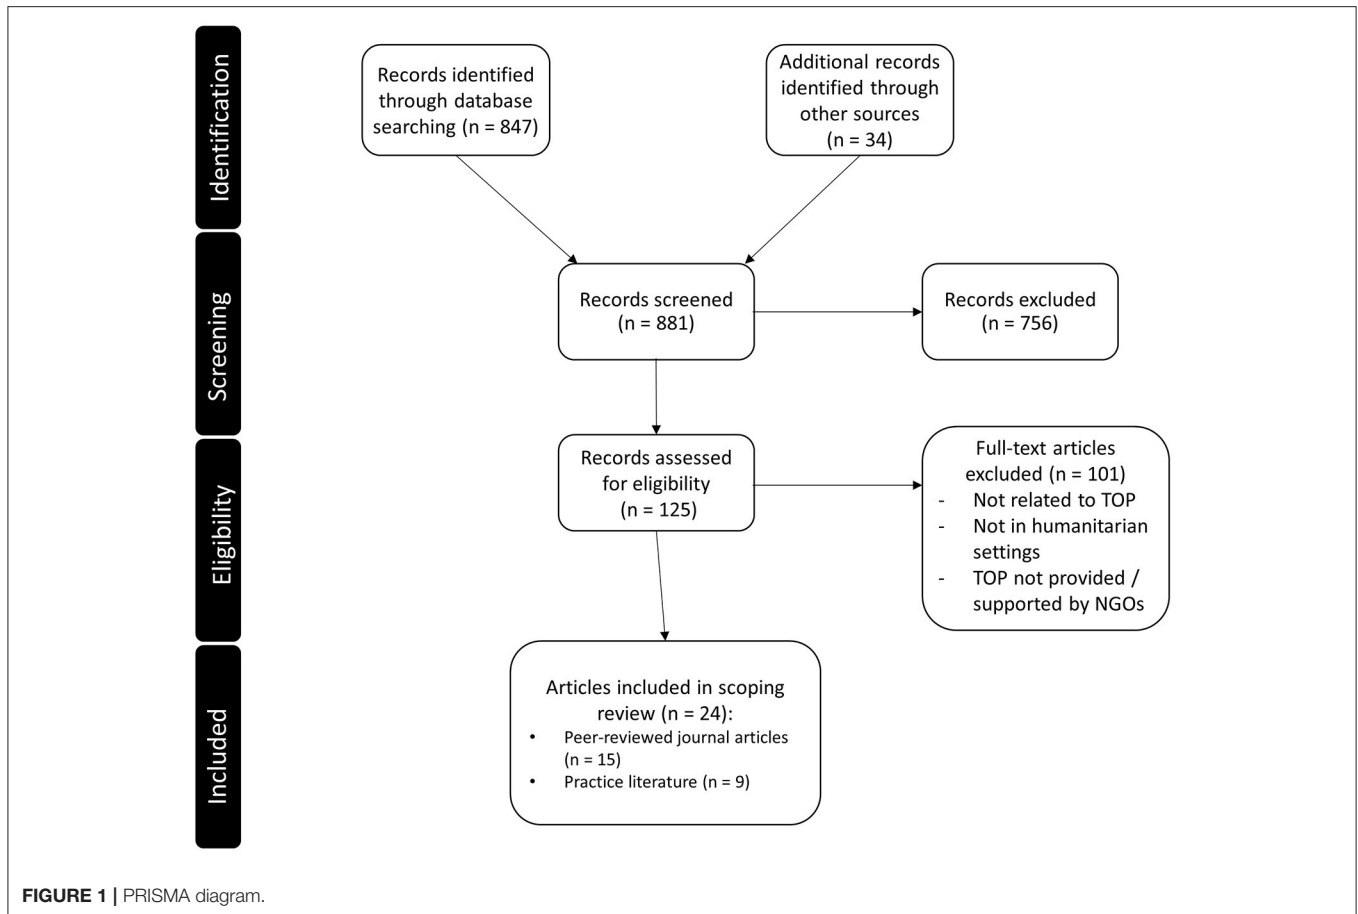 Identification
Records identified
through database
searching (n = 847)
Additional records
identified through
other sources
(n = 34)
Screening
Records screened
(n = 881)
Records excluded
(n = 756)
Eligibility
Records assessed
for eligibility
(n = 125)
Full-text articles
excluded (n = 101)
- Not related to TOP
- Not in humanitarian
settings
- TOP not provided /
supported by NGOs
Included
Articles included in scoping
review (n = 24):
• Peer-reviewed journal articles
(n = 15)
• Practice literature (n = 9)
FIGURE 1 | PRISMA diagram.